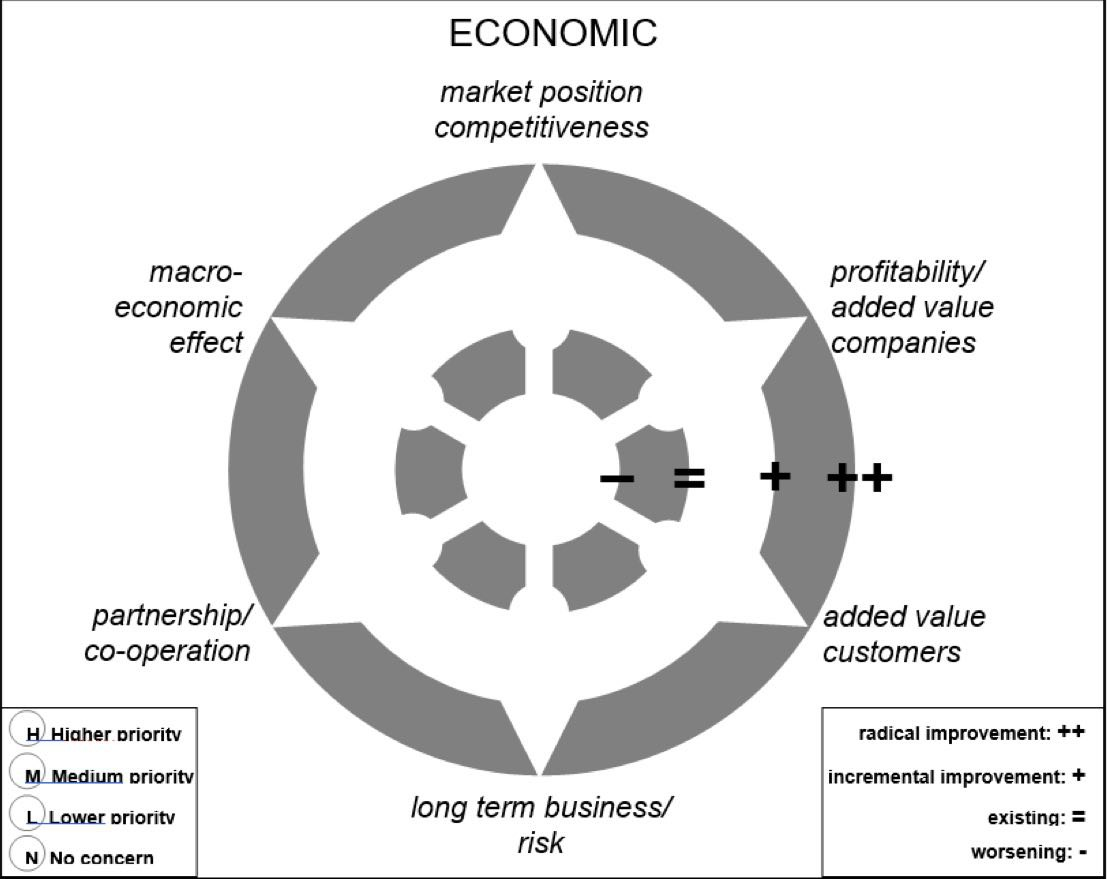 ECONOMIC
market position
competitiveness
macro-
economic
effect
profitability/
added value
companies
– = + ++
partnership/
co-operation
added value
customers
long term business/
risk
H Higher priority
M Medium priority
L Lower priority
N No concern
radical improvement: ++
incremental improvement: +
existing: =
worsening: -